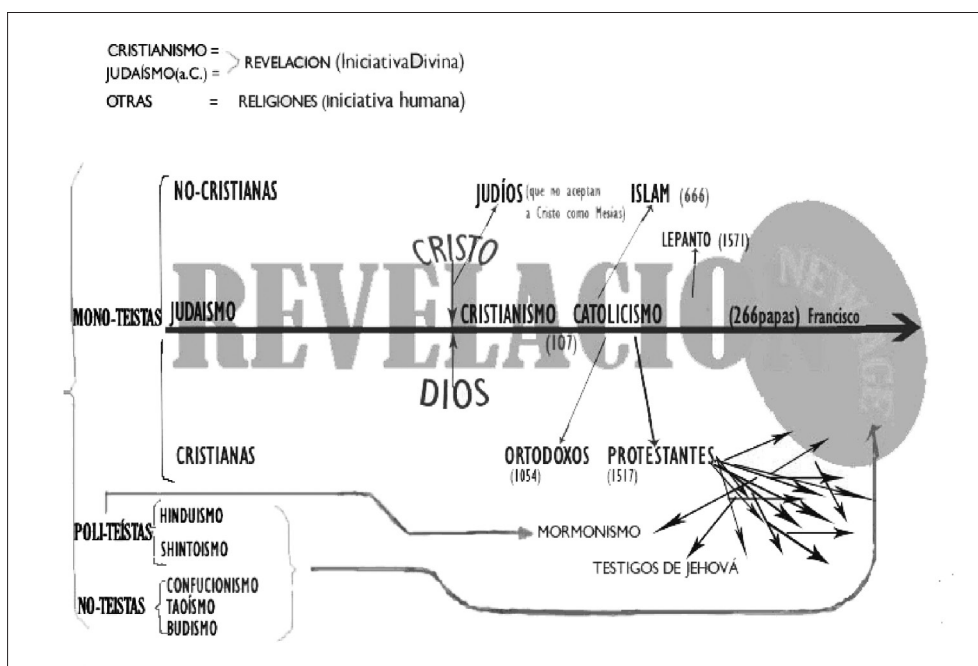 CRISTIANISMO =
JUDAÍSMO(a.C.) =
REVELACION (IniciativaDivina)
OTRAS = RELIGIONES (Iniciativa humana)
NO-CRISTIANAS
JUDÍOS (que no aceptan
a Cristo como Mesías)
ISLAM (666)
LEPANTO (1571)
CRISTO
REVELACION
NEW AGE
MONO-TEISTAS
JUDAISMO
CRISTIANISMO
(107)
CATOLICISMO
(266papas) Francisco
DIOS
CRISTIANAS
ORTODOXOS
(1054)
PROTESTANTES
(1517)
POLI-TEÍSTAS
HINDUISMO
SHINTOISMO
MORMONISMO
TESTIGOS DE JEHOVÁ
NO-TEISTAS
CONFUCIONISMO
TAOÍSMO
BUDISMO